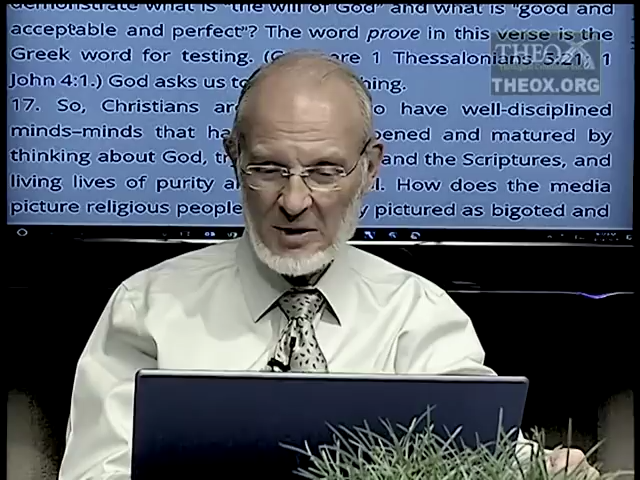 demonstrate what is "the will of God" and what is "good and
acceptable and perfect"? The word prove in this verse is the
Greek word for testing. ( are 1 Thessalonians 5:21; 1
John 4:1.) God asks us to hing.
17. So, Christians ar o have well-disciplined
minds–minds that ha pened and matured by
thinking about God, tr and the Scriptures, and
living lives of purity a l. How does the media
picture religious people y pictured as bigoted and
THEOX
THEOX.ORG